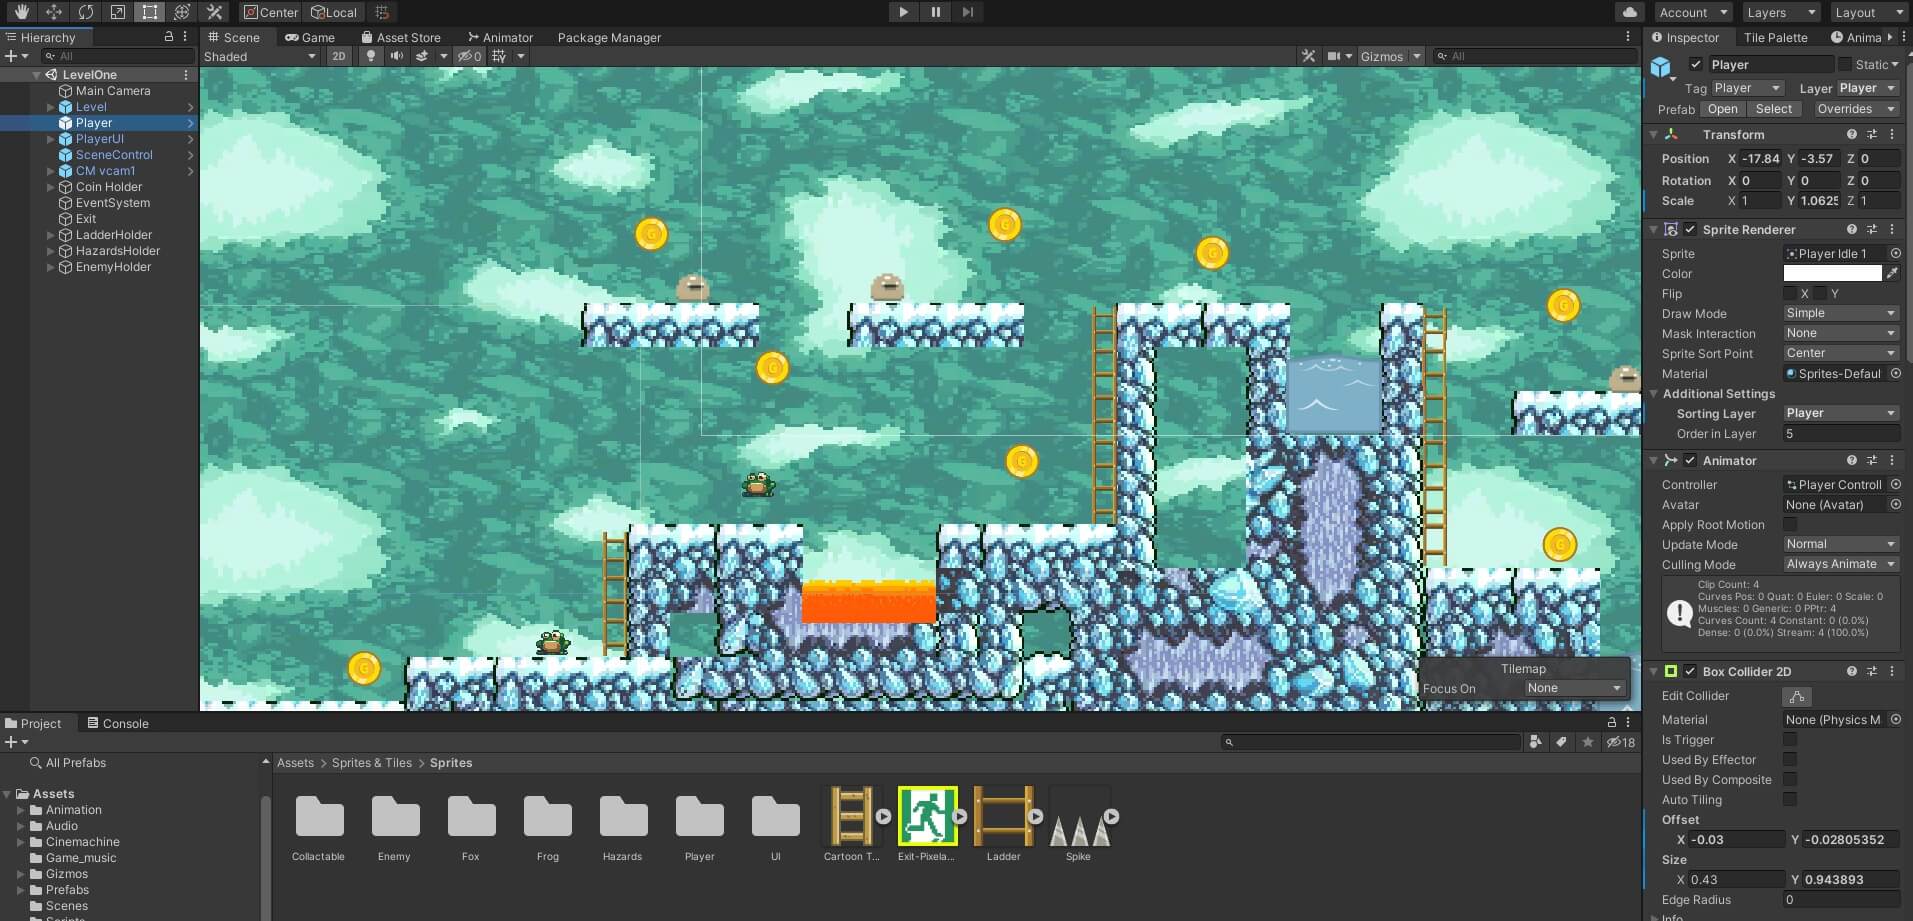 Center Local Account Layers Layout
Hierarchy
All
Scene Game Asset Store Animator Package Manager
Shaded 2D 0 Gizmos All
LevelOne
Main Camera
Level
Player
PlayerUI
SceneControl
CM vcam1
Coin Holder
EventSystem
Exit
LadderHolder
HazardsHolder
EnemyHolder
G
G
G
G
G
G
G
G
Tilemap
Focus On None
Inspector Tile Palette Anima
Player Static
Tag Player Layer Player
Prefab Open Select Overrides
Transform
Position X -17.84 Y -3.57 Z 0
Rotation X 0 Y 0 Z 0
Scale X 1 Y 1.0625 Z 1
Sprite Renderer
Sprite Player Idle 1
Color
Flip X Y
Draw Mode Simple
Mask Interaction None
Sprite Sort Point Center
Material Sprites-Defaul
Additional Settings
Sorting Layer Player
Order in Layer 5
Animator
Controller Player Controll
Avatar None (Avatar)
Apply Root Motion
Update Mode Normal
Culling Mode Always Animate
Clip Count: 4
Curves Pos: 0 Quat: 0 Euler: 0 Scale: 0
Muscles: 0 Generic: 0 PPtr: 4
Curves Count: 4 Constant: 0 (0.0%)
Dense: 0 (0.0%) Stream: 4 (100.0%)
Box Collider 2D
Edit Collider
Material None (Physics M
Is Trigger
Used By Effector
Used By Composite
Auto Tiling
Offset
X -0.03 Y -0.02805352
Size
X 0.43 Y 0.943893
Edge Radius 0
Info
Project Console
18
All Prefabs
Assets
Animation
Audio
Cinemachine
Game_music
Gizmos
Prefabs
Scenes
Scripts
Assets > Sprites & Tiles > Sprites
Collactable Enemy Fox Frog Hazards Player UI Cartoon T... Exit-Pixela... Ladder Spike